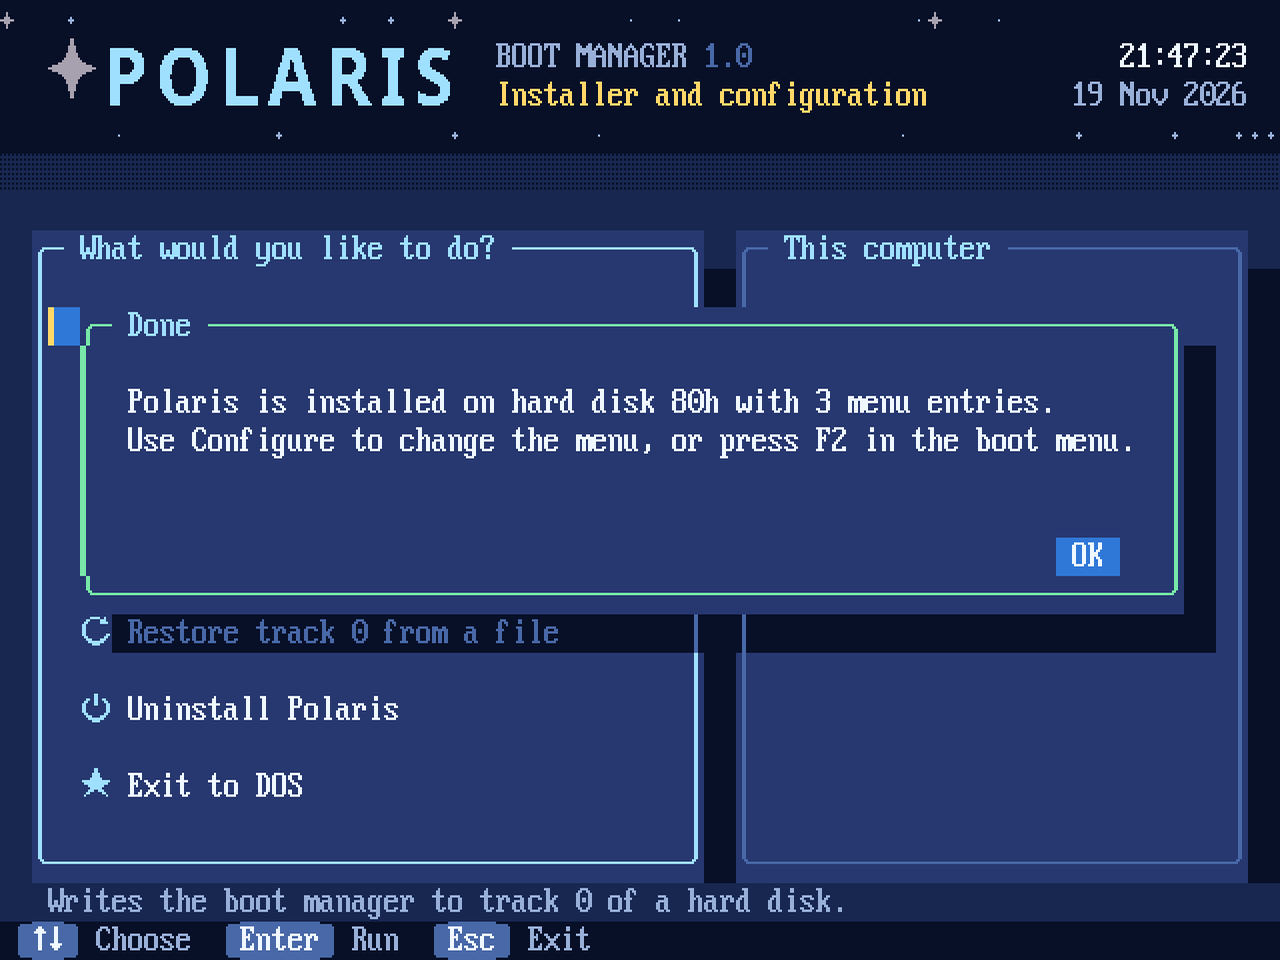 POLARIS
BOOT MANAGER 1.0
Installer and configuration
21:47:23
19 Nov 2026
What would you like to do?
This computer
Done
Polaris is installed on hard disk 80h with 3 menu entries.
Use Configure to change the menu, or press F2 in the boot menu.
OK
Restore track 0 from a file
Uninstall Polaris
Exit to DOS
Writes the boot manager to track 0 of a hard disk.
↑↓ Choose Enter Run Esc Exit